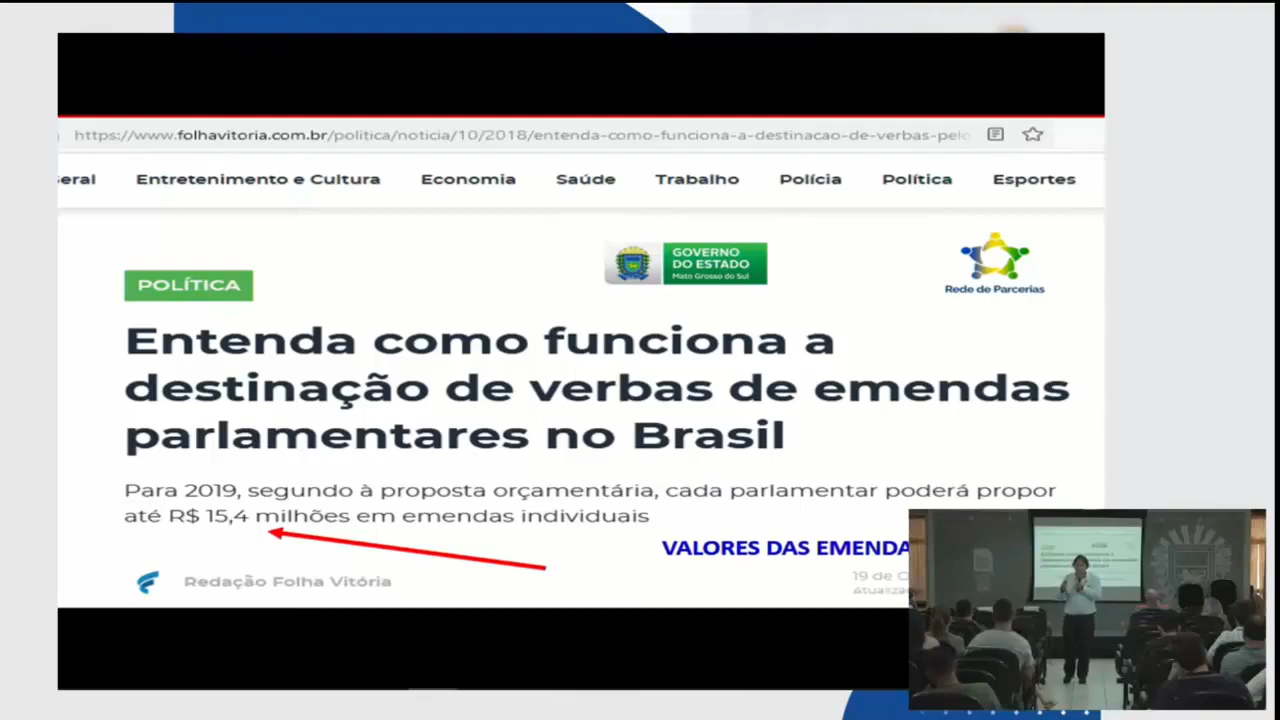 https://www.folhavitoria.com.br/politica/noticia/10/2018/entenda-como-funciona-a-destinacao-de-verbas-pelo
eral Entretenimento e Cultura Economia Saúde Trabalho Polícia Política Esportes
GOVERNO
DO ESTADO
Mato Grosso do Sul
Rede de Parcerias
POLÍTICA
Entenda como funciona a
destinação de verbas de emendas
parlamentares no Brasil
Para 2019, segundo à proposta orçamentária, cada parlamentar poderá propor
até R$ 15,4 milhões em emendas individuais
VALORES DAS EMENDA
Redação Folha Vitória
19 de O
Atualizad